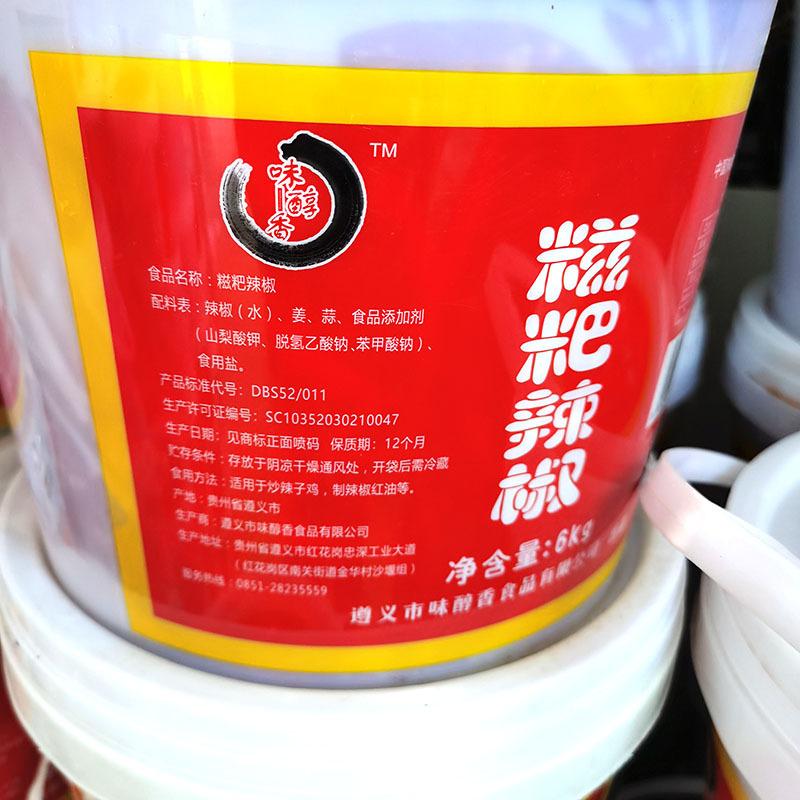 味醇香
TM
食品名称：糍粑辣椒
配料表：辣椒（水）、姜、蒜、食品添加剂
（山梨酸钾、脱氢乙酸钠、苯甲酸钠）、
食用盐。
产品标准代号：DBS52/011
生产许可证编号：SC10352030210047
生产日期：见商标正面喷码 保质期：12个月
贮存条件：存放于阴凉干燥通风处，开袋后需冷藏
食用方法：适用于炒辣子鸡，制辣椒红油等。
产地：贵州省遵义市
生产商：遵义市味醇香食品有限公司
生产地址：贵州省遵义市红花岗忠深工业大道
（红花岗区南关街道金华村沙堰组）
服务热线：0851-28235559
糍粑辣椒
净含量：6Kg
遵义市味醇香食品有限公司
中国